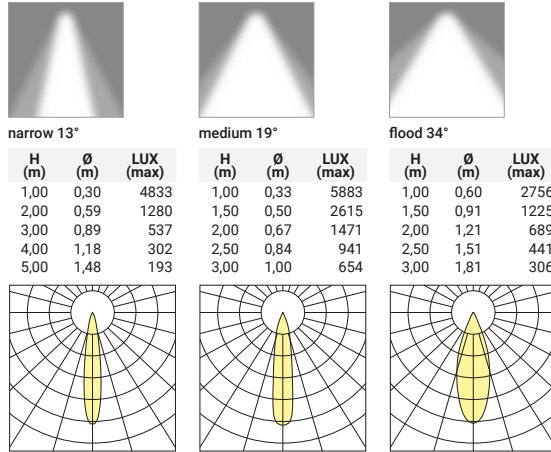 narrow 13° medium 19° flood 34°
H Ø LUX H Ø LUX H Ø LUX
(m) (m) (max) (m) (m) (max) (m) (m) (max)
1,00 0,30 4833 1,00 0,33 5883 1,00 0,60 2756
2,00 0,59 1280 1,50 0,50 2615 1,50 0,91 1225
3,00 0,89 537 2,00 0,67 1471 2,00 1,21 689
4,00 1,18 302 2,50 0,84 941 2,50 1,51 441
5,00 1,48 193 3,00 1,00 654 3,00 1,81 306